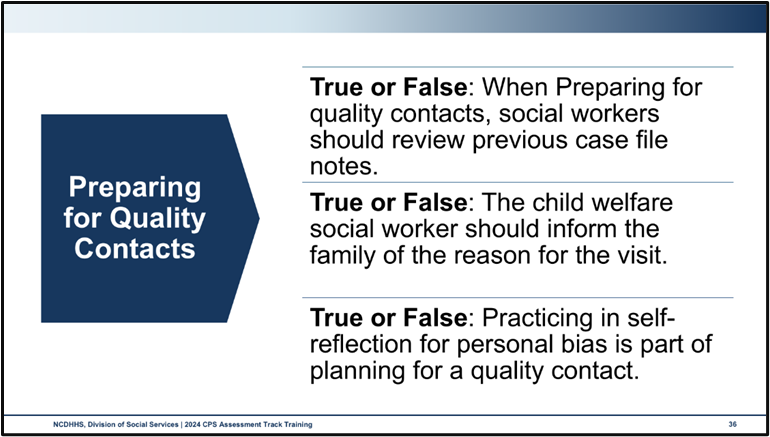 Preparing
for Quality
Contacts
True or False: When Preparing for
quality contacts, social workers
should review previous case file
notes.
True or False: The child welfare
social worker should inform the
family of the reason for the visit.
True or False: Practicing in self-
reflection for personal bias is part of
planning for a quality contact.
NCDHHS, Division of Social Services | 2024 CPS Assessment Track Training
36